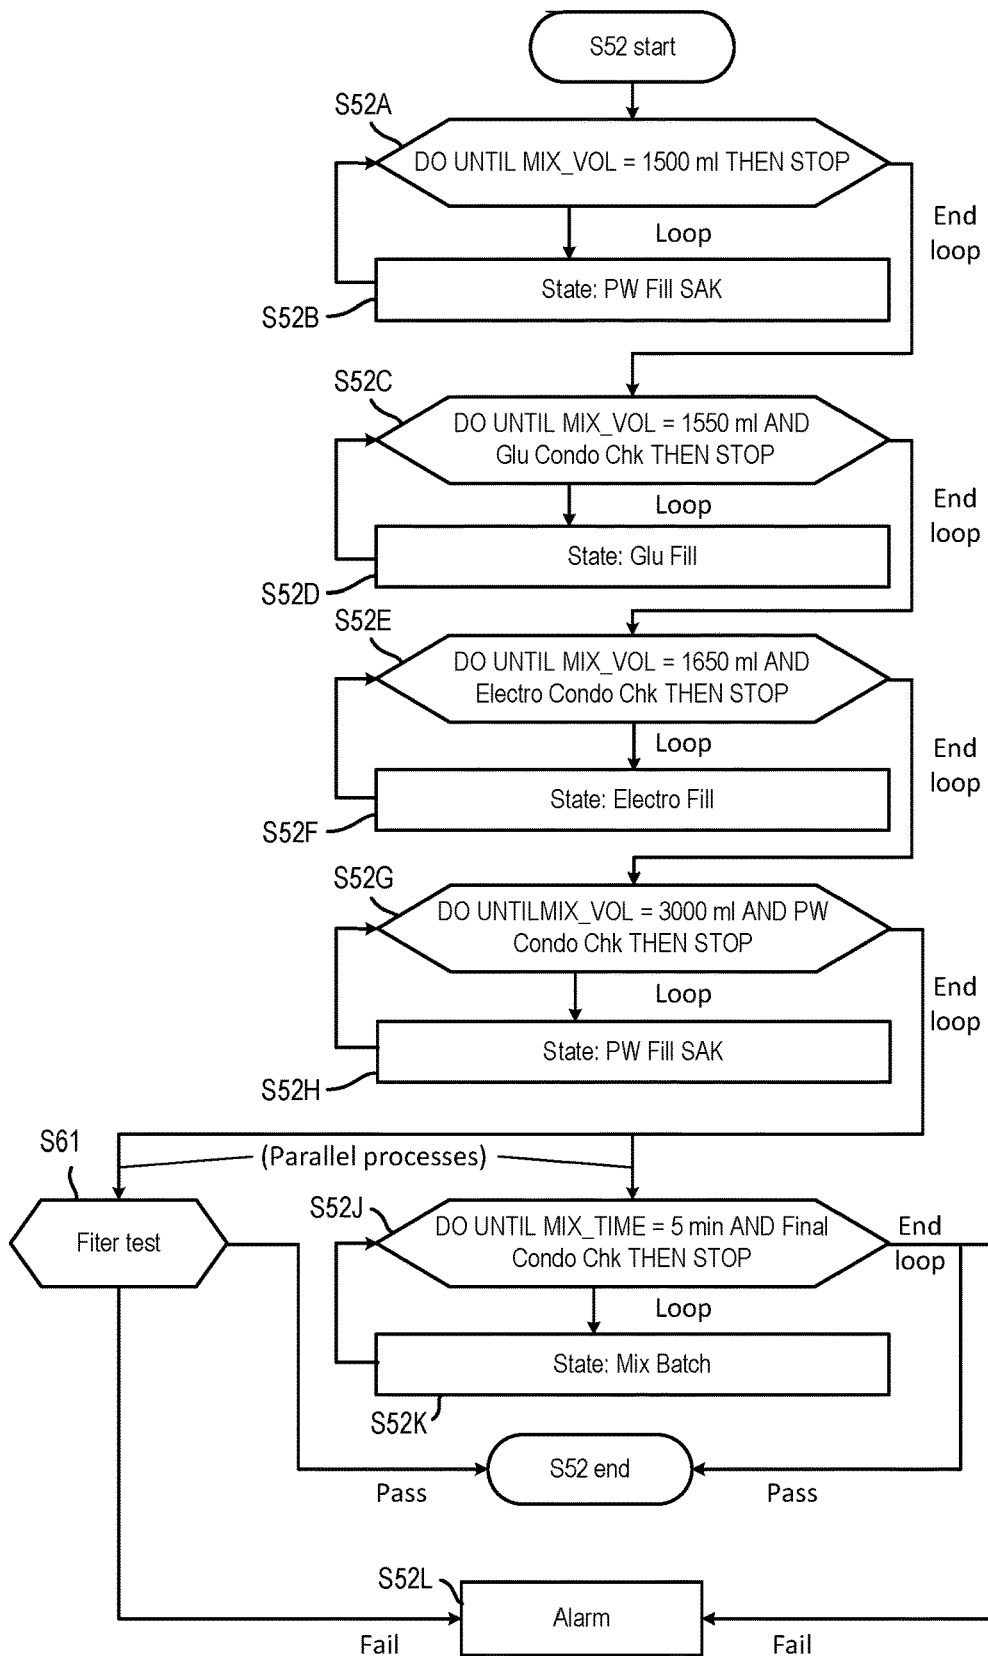 S52 start
S52A
DO UNTIL MIX_VOL = 1500 ml THEN STOP
End
loop
Loop
State: PW Fill SAK
S52B
S52C
DO UNTIL MIX_VOL = 1550 ml AND
Glu Condo Chk THEN STOP
End
loop
Loop
State: Glu Fill
S52D
S52E
DO UNTIL MIX_VOL = 1650 ml AND
Electro Condo Chk THEN STOP
Loop
End
loop
State: Electro Fill
S52F
S52G
DO UNTILMIX_VOL = 3000 ml AND PW
Condo Chk THEN STOP
Loop
End
loop
State: PW Fill SAK
S52H
S61
(Parallel processes)
S52J
Fiter test
DO UNTIL MIX_TIME = 5 min AND Final
Condo Chk THEN STOP
End
loop
Loop
State: Mix Batch
S52K
S52 end
Pass
Pass
S52L
Alarm
Fail
Fail